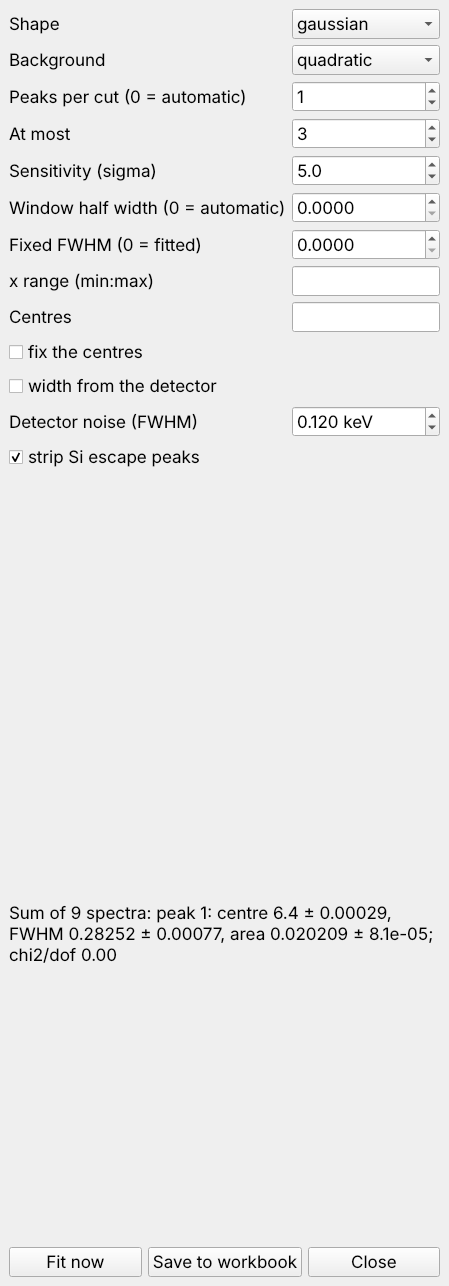 Shape gaussian
Background quadratic
Peaks per cut (0 = automatic) 1
At most 3
Sensitivity (sigma) 5.0
Window half width (0 = automatic) 0.0000
Fixed FWHM (0 = fitted) 0.0000
x range (min:max)
Centres
fix the centres
width from the detector
Detector noise (FWHM) 0.120 keV
strip Si escape peaks
Sum of 9 spectra: peak 1: centre 6.4 ± 0.00029,
FWHM 0.28252 ± 0.00077, area 0.020209 ± 8.1e-05;
chi2/dof 0.00
Fit now Save to workbook Close